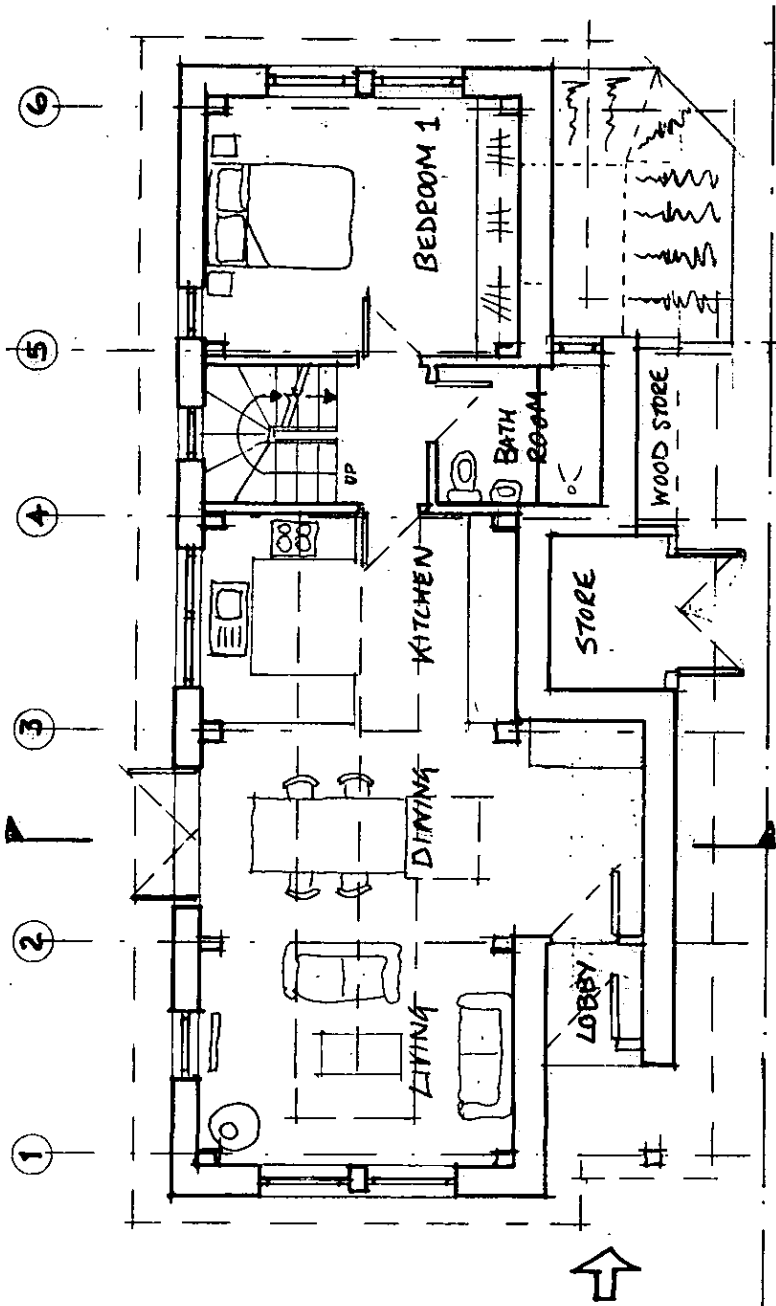 1
2
3
4
5
6
LIVING
DINING
KITCHEN
UP
BEDROOM 1
BATH
ROOM
LOBBY
STORE
WOOD STORE